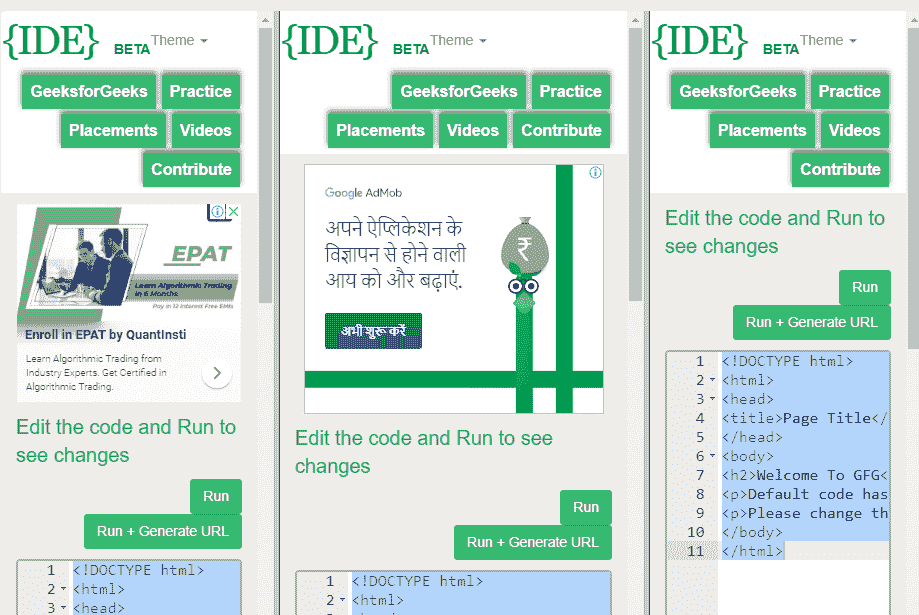 {IDE} BETA Theme
GeeksforGeeks Practice
Placements Videos
Contribute
EPAT
Learn Algorithmic Trading
in 6 Months
Pay in 12 Interest Free EMIs
Enroll in EPAT by QuantInsti
Learn Algorithmic Trading from
Industry Experts. Get Certified in
Algorithmic Trading.
Edit the code and Run to
see changes
Run
Run + Generate URL
1 <!DOCTYPE html>
2 <html>
3 <head>
{IDE} BETA Theme
GeeksforGeeks Practice
Placements Videos Contribute
Google AdMob
अपने ऐप्लिकेशन के
विज्ञापन से होने वाली
आय को और बढ़ाएं.
अभी शुरू करें
₹
Edit the code and Run to see
changes
Run
Run + Generate URL
1 <!DOCTYPE html>
2 <html>
{IDE} BETA Theme
GeeksforGeeks Practice
Placements Videos
Contribute
Edit the code and Run to
see changes
Run
Run + Generate URL
1 <!DOCTYPE html>
2 <html>
3 <head>
4 <title>Page Title</
5 </head>
6 <body>
7 <h2>Welcome To GFG<
8 <p>Default code has
9 <p>Please change th
10 </body>
11 </html>